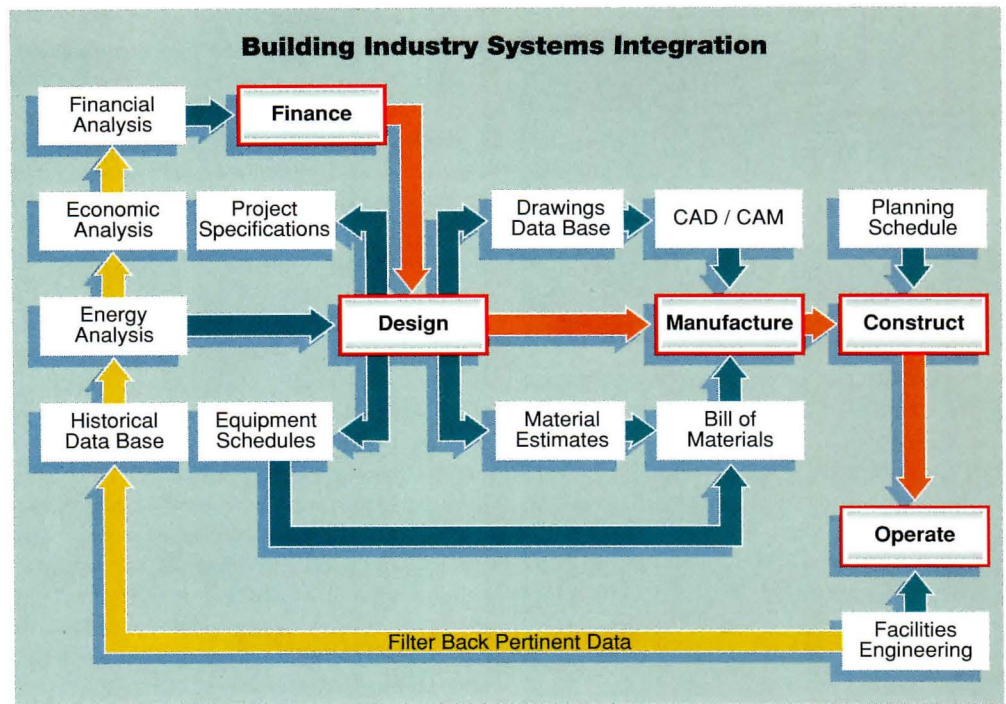 Building Industry Systems Integration
Financial
Analysis
Finance
Economic
Analysis
Project
Specifications
Drawings
Data Base
CAD / CAM
Planning
Schedule
Energy
Analysis
Design
Manufacture
Construct
Historical
Data Base
Equipment
Schedules
Material
Estimates
Bill of
Materials
Operate
Filter Back Pertinent Data
Facilities
Engineering